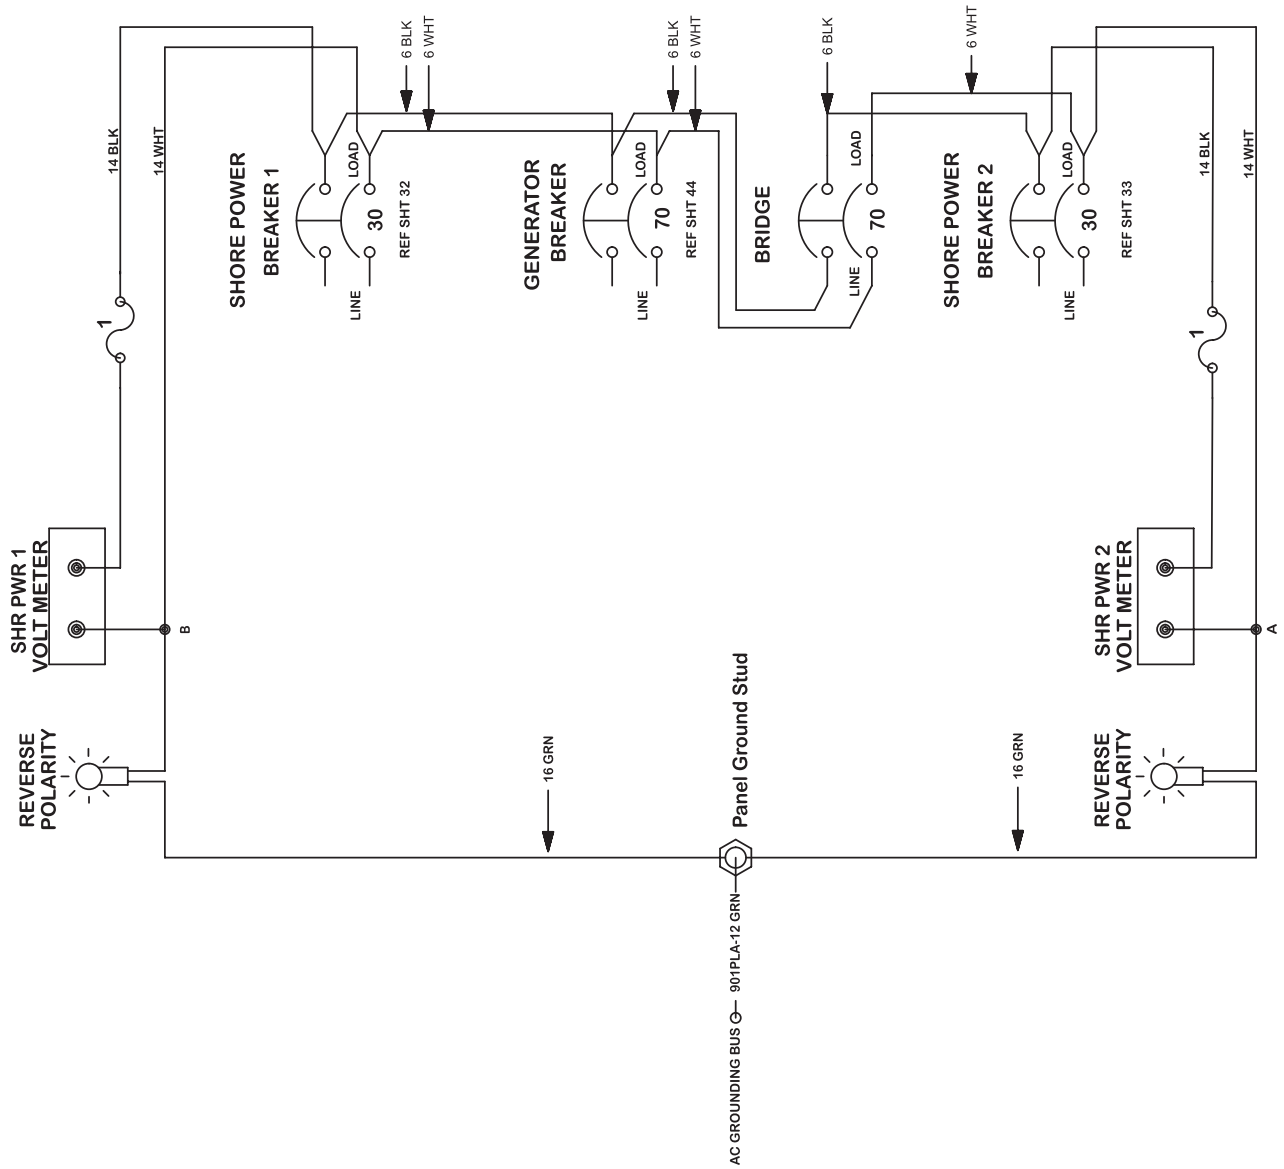 6 BLK
6 WHT
6 BLK
6 WHT
6 BLK
6 WHT
14 BLK
14 WHT
14 BLK
14 WHT
SHORE POWER
BREAKER 1
LOAD
30
REF SHT 32
LINE
GENERATOR
BREAKER
LOAD
70
REF SHT 44
LINE
BRIDGE
LOAD
70
LINE
SHORE POWER
BREAKER 2
LOAD
30
REF SHT 33
LINE
1
1
SHR PWR 1
VOLT METER
B
SHR PWR 2
VOLT METER
A
REVERSE
POLARITY
16 GRN
Panel Ground Stud
16 GRN
REVERSE
POLARITY
AC GROUNDING BUS
901PLA-12 GRN